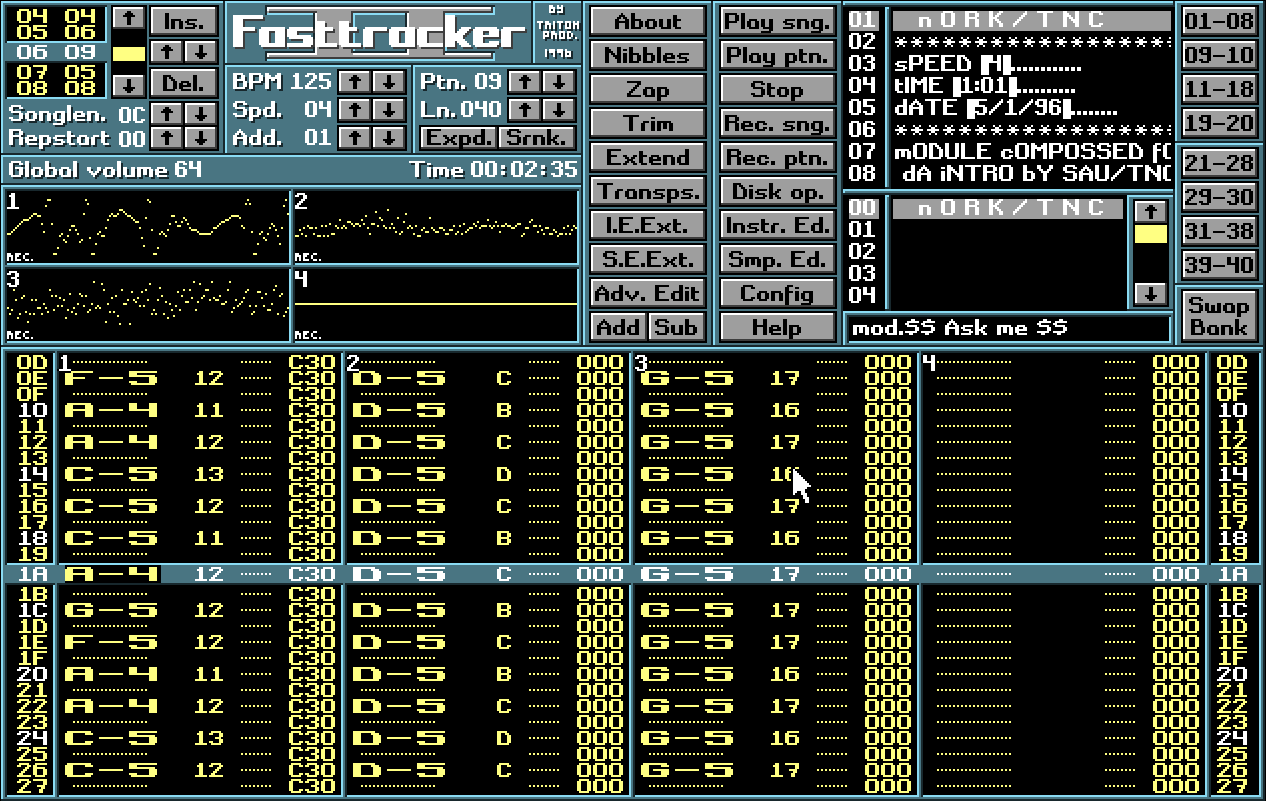 04 04
05 06
06 09
07 05
08 08
Ins.
Del.
Songlen. 0C
Repstart 00
Fasttracker
BY TRITON PROD. 1996
BPM 125
Spd. 04
Add. 01
Ptn. 09
Ln. 040
Expd. Srnk.
Global volume 64 Time 00:02:35
1 REC.
2 REC.
3 REC.
4 REC.
About
Nibbles
Zap
Trim
Extend
Transps.
I.E.Ext.
S.E.Ext.
Adv. Edit
Add Sub
Play sng.
Play ptn.
Stop
Rec. sng.
Rec. ptn.
Disk op.
Instr. Ed.
Smp. Ed.
Config
Help
01 nORK/TNC
02 ******************
03 sPEED [4]............
04 tIME [1:01]..........
05 dATE [5/1/96]........
06 ******************
07 mODULE cOMPOSSED fO
08 dA iNTRO bY SAU/TNC
00 nORK/TNC
01
02
03
04
mod.$$ Ask me $$
01-08
09-10
11-18
19-20
21-28
29-30
31-38
39-40
Swap Bank
0D 1 ········ C30 2 ········ 000 3 ········ 000 4 ········ 000 0D
0E F-5 12 ···· C30 D-5 C ···· 000 G-5 17 ···· 000 ···· 000 0E
0F ········ C30 ········ 000 ········ 000 ········ 000 0F
10 A-4 11 ···· C30 D-5 B ···· 000 G-5 16 ···· 000 ···· 000 10
11 ········ C30 ········ 000 ········ 000 ········ 000 11
12 A-4 12 ···· C30 D-5 C ···· 000 G-5 17 ···· 000 ···· 000 12
13 ········ C30 ········ 000 ········ 000 ········ 000 13
14 C-5 13 ···· C30 D-5 D ···· 000 G-5 16 ···· 000 ···· 000 14
15 ········ C30 ········ 000 ········ 000 ········ 000 15
16 C-5 12 ···· C30 D-5 C ···· 000 G-5 17 ···· 000 ···· 000 16
17 ········ C30 ········ 000 ········ 000 ········ 000 17
18 C-5 11 ···· C30 D-5 B ···· 000 G-5 16 ···· 000 ···· 000 18
19 ········ C30 ········ 000 ········ 000 ········ 000 19
1A A-4 12 ···· C30 D-5 C ···· 000 G-5 17 ···· 000 ···· 000 1A
1B ········ C30 ········ 000 ········ 000 ········ 000 1B
1C G-5 12 ···· C30 D-5 B ···· 000 G-5 17 ···· 000 ···· 000 1C
1D ········ C30 ········ 000 ········ 000 ········ 000 1D
1E F-5 12 ···· C30 D-5 C ···· 000 G-5 17 ···· 000 ···· 000 1E
1F ········ C30 ········ 000 ········ 000 ········ 000 1F
20 A-4 11 ···· C30 D-5 B ···· 000 G-5 16 ···· 000 ···· 000 20
21 ········ C30 ········ 000 ········ 000 ········ 000 21
22 A-4 12 ···· C30 D-5 C ···· 000 G-5 17 ···· 000 ···· 000 22
23 ········ C30 ········ 000 ········ 000 ········ 000 23
24 C-5 13 ···· C30 D-5 D ···· 000 G-5 16 ···· 000 ···· 000 24
25 ········ C30 ········ 000 ········ 000 ········ 000 25
26 C-5 12 ···· C30 D-5 C ···· 000 G-5 17 ···· 000 ···· 000 26
27 ········ C30 ········ 000 ········ 000 ········ 000 27